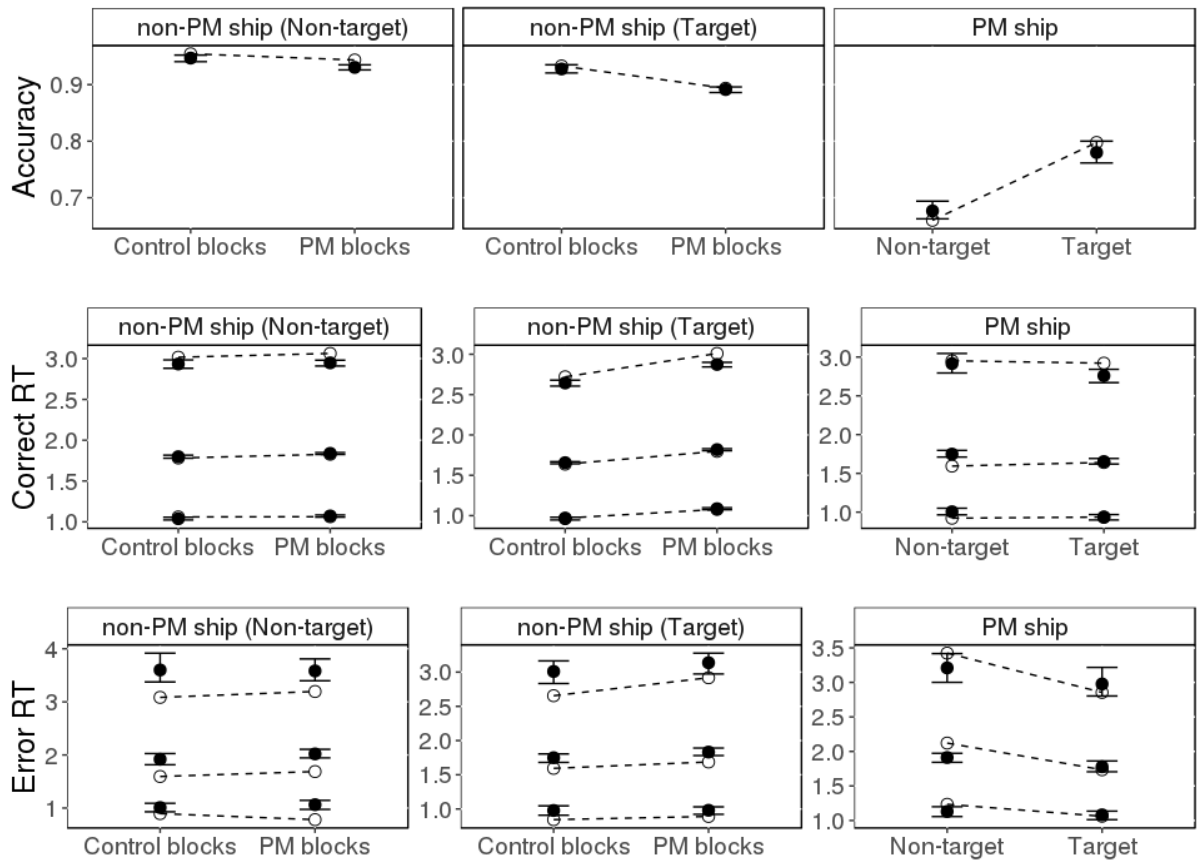 non-PM ship (Non-target) non-PM ship (Target) PM ship
Accuracy
0.9
0.8
0.7
Control blocks PM blocks Control blocks PM blocks Non-target Target
non-PM ship (Non-target) non-PM ship (Target) PM ship
Correct RT
3.0 3.0 3.0
2.5 2.5 2.5
2.0 2.0 2.0
1.5 1.5 1.5
1.0 1.0 1.0
Control blocks PM blocks Control blocks PM blocks Non-target Target
non-PM ship (Non-target) non-PM ship (Target) PM ship
Error RT
4 3.0 3.5
3 2.5 3.0
2 2.0 2.5
1 1.5 2.0
1.0 1.5
1.0
Control blocks PM blocks Control blocks PM blocks Non-target Target